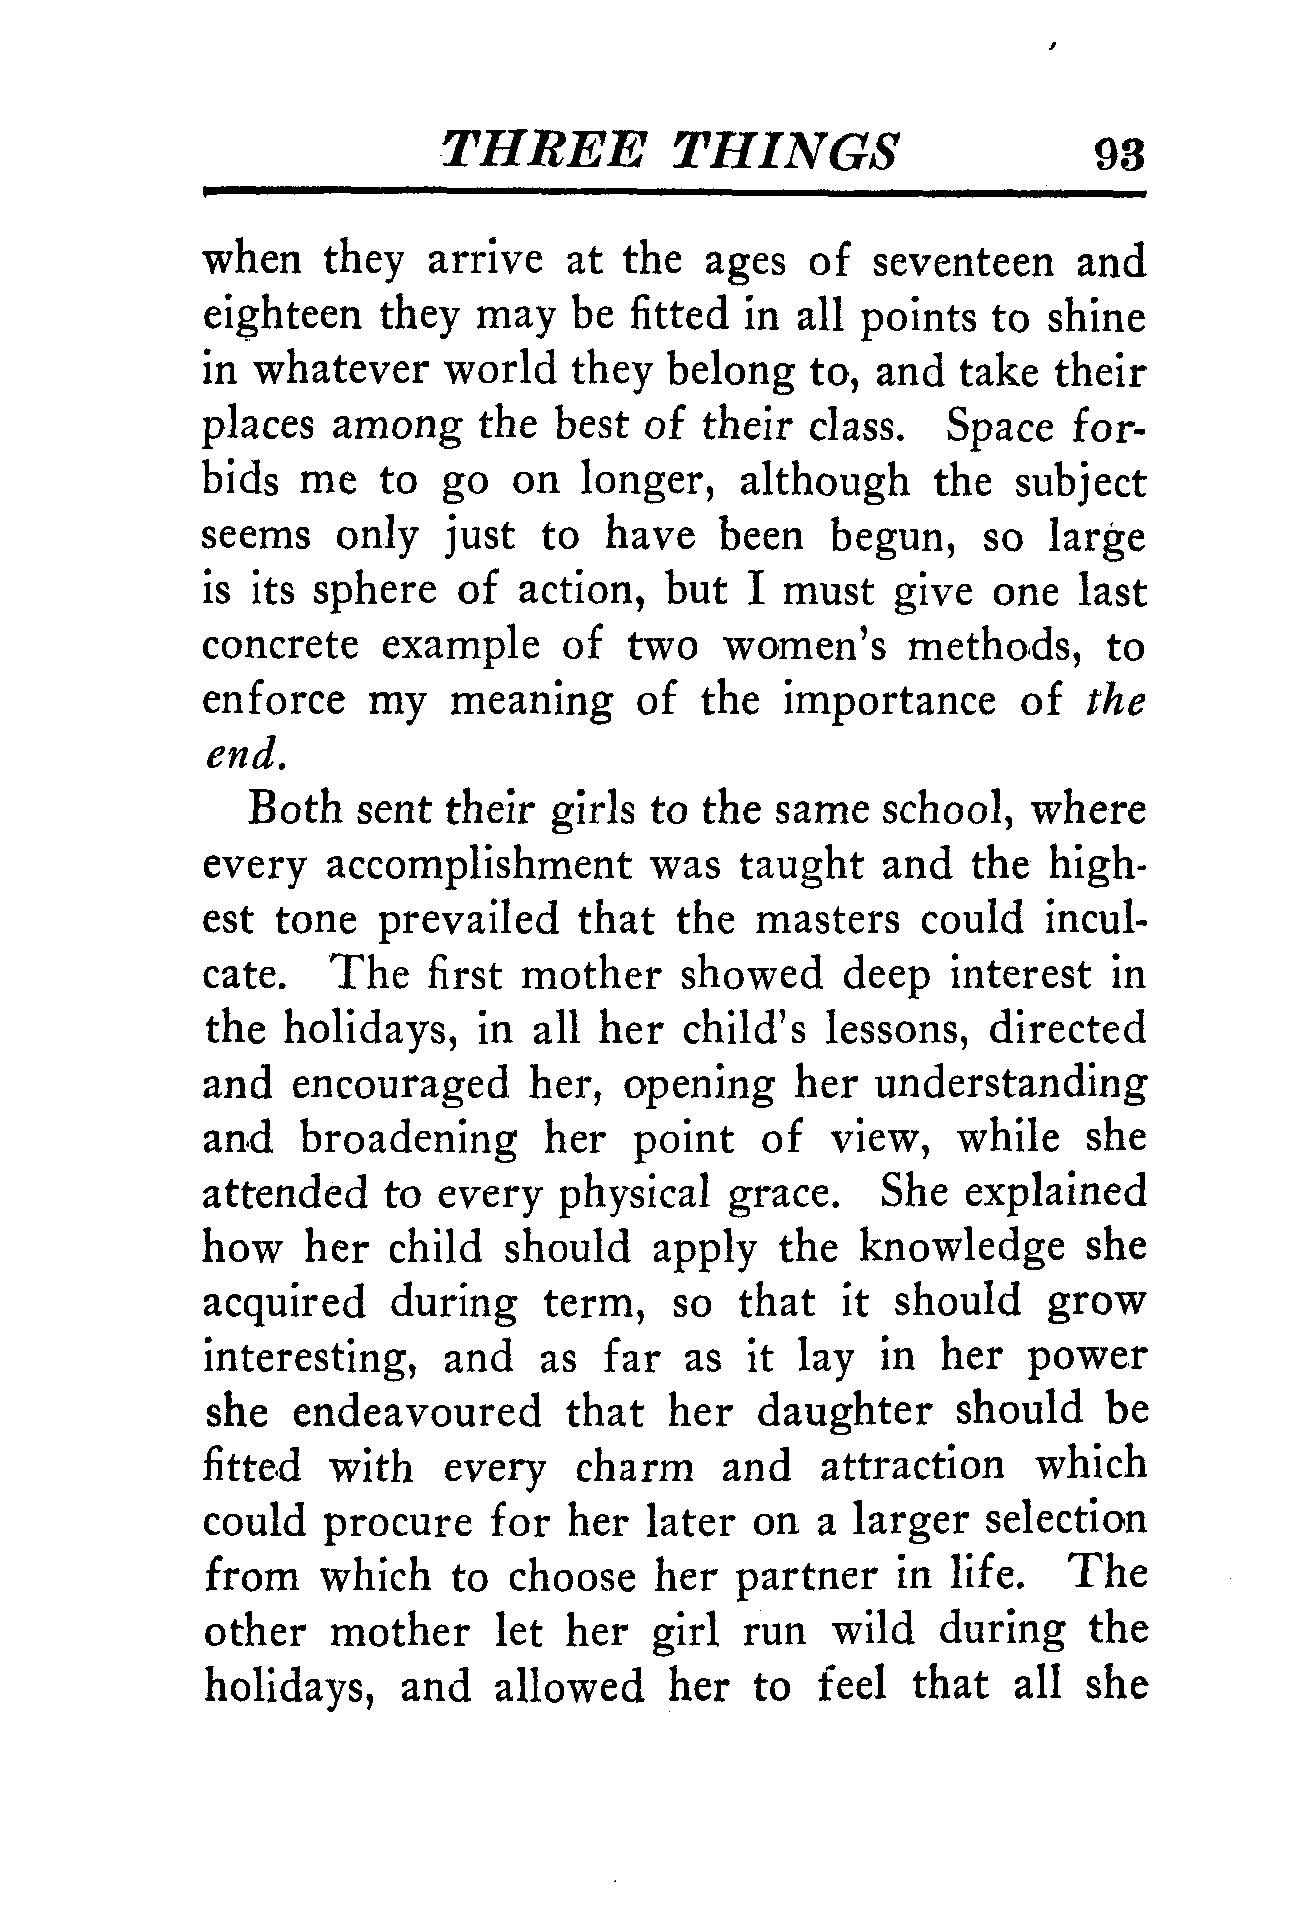 THREE THINGS 93
when they arrive at the ages of seventeen and
eighteen they may be fitted in all points to shine
in whatever world they belong to, and take their
places among the best of their class. Space for-
bids me to go on longer, although the subject
seems only just to have been begun, so large
is its sphere of action, but I must give one last
concrete example of two women's methods, to
enforce my meaning of the importance of the
end.
Both sent their girls to the same school, where
every accomplishment was taught and the high-
est tone prevailed that the masters could incul-
cate. The first mother showed deep interest in
the holidays, in all her child's lessons, directed
and encouraged her, opening her understanding
and broadening her point of view, while she
attended to every physical grace. She explained
how her child should apply the knowledge she
acquired during term, so that it should grow
interesting, and as far as it lay in her power
she endeavoured that her daughter should be
fitted with every charm and attraction which
could procure for her later on a larger selection
from which to choose her partner in life. The
other mother let her girl run wild during the
holidays, and allowed her to feel that all she